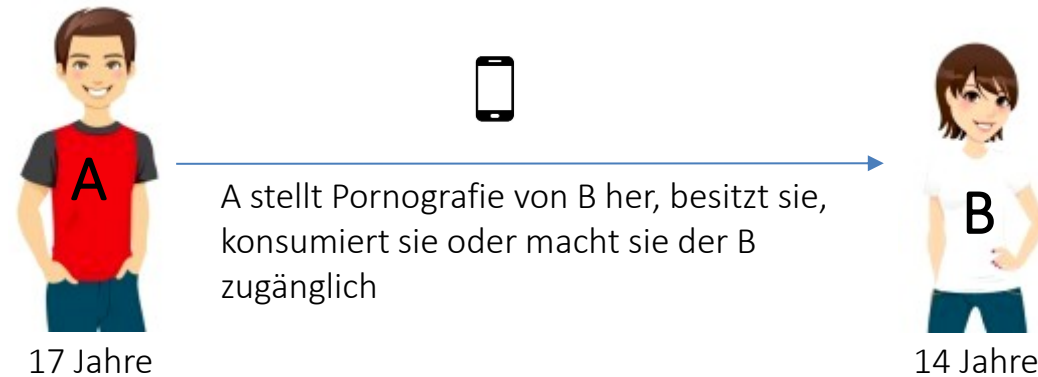 A
B
A stellt Pornografie von B her, besitzt sie,
konsumiert sie oder macht sie der B
zugänglich
17 Jahre
14 Jahre